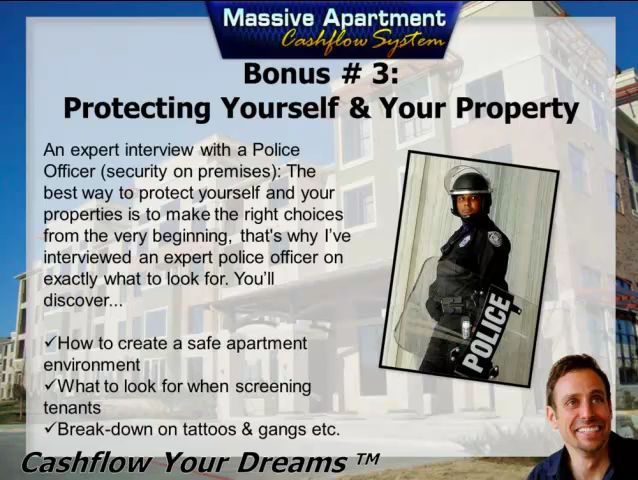 Massive Apartment
Cashflow System
Bonus # 3:
Protecting Yourself & Your Property
An expert interview with a Police
Officer (security on premises): The
best way to protect yourself and your
properties is to make the right choices
from the very beginning, that's why I've
interviewed an expert police officer on
exactly what to look for. You'll
discover...
✓How to create a safe apartment
environment
✓What to look for when screening
tenants
✓Break-down on tattoos & gangs etc.
POLICE
Cashflow Your Dreams ™